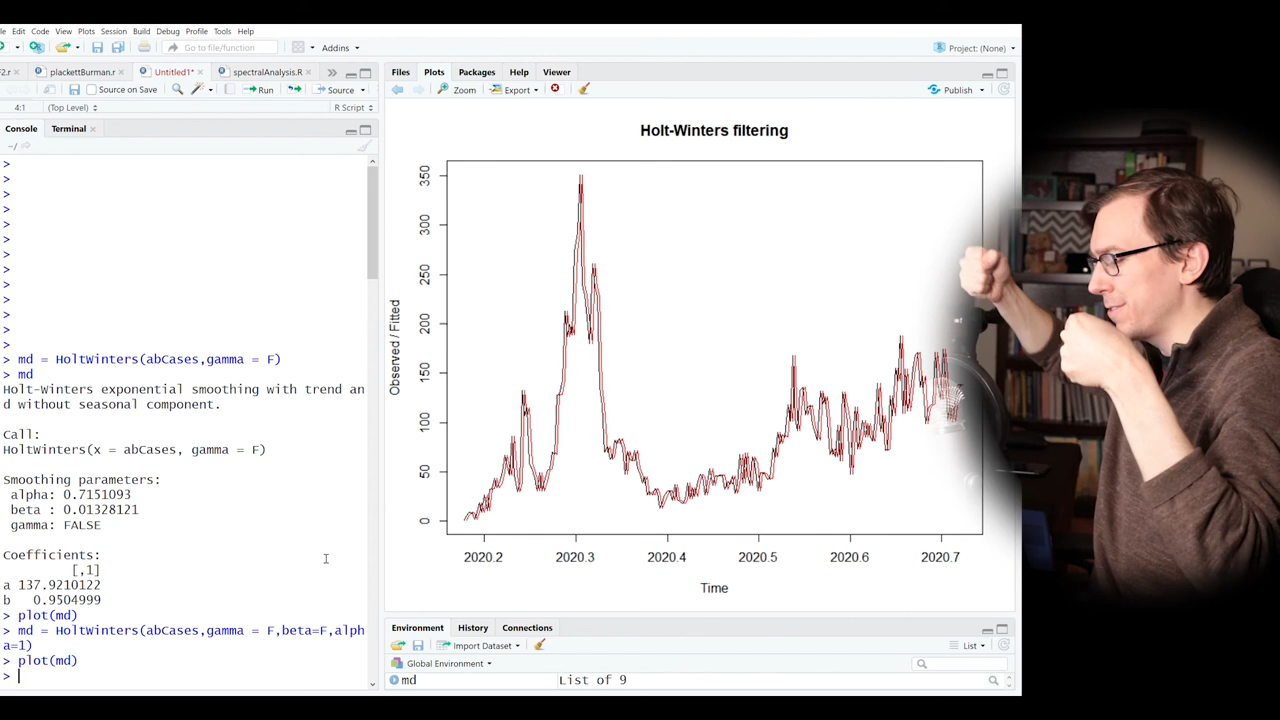 File Edit Code View Plots Session Build Debug Profile Tools Help
Go to file/function
Addins
Project: (None)
F2.r
plackettBurman.r
Untitled1*
spectralAnalysis.R
Source on Save
Run
Source
4:1
(Top Level)
R Script
Console
Terminal
~/
>
>
>
>
>
>
>
>
>
>
>
>
>
> md = HoltWinters(abCases,gamma = F)
> md
Holt-Winters exponential smoothing with trend an
d without seasonal component.
Call:
HoltWinters(x = abCases, gamma = F)
Smoothing parameters:
alpha: 0.7151093
beta : 0.01328121
gamma: FALSE
Coefficients:
[,1]
a 137.9210122
b 0.9504999
> plot(md)
> md = HoltWinters(abCases,gamma = F,beta=F,alph
a=1)
> plot(md)
>
Files
Plots
Packages
Help
Viewer
Zoom
Export
Publish
Holt-Winters filtering
Observed / Fitted
350
300
250
200
150
100
50
0
2020.2
2020.3
2020.4
2020.5
2020.6
2020.7
Time
Environment
History
Connections
Import Dataset
List
Global Environment
md
List of 9